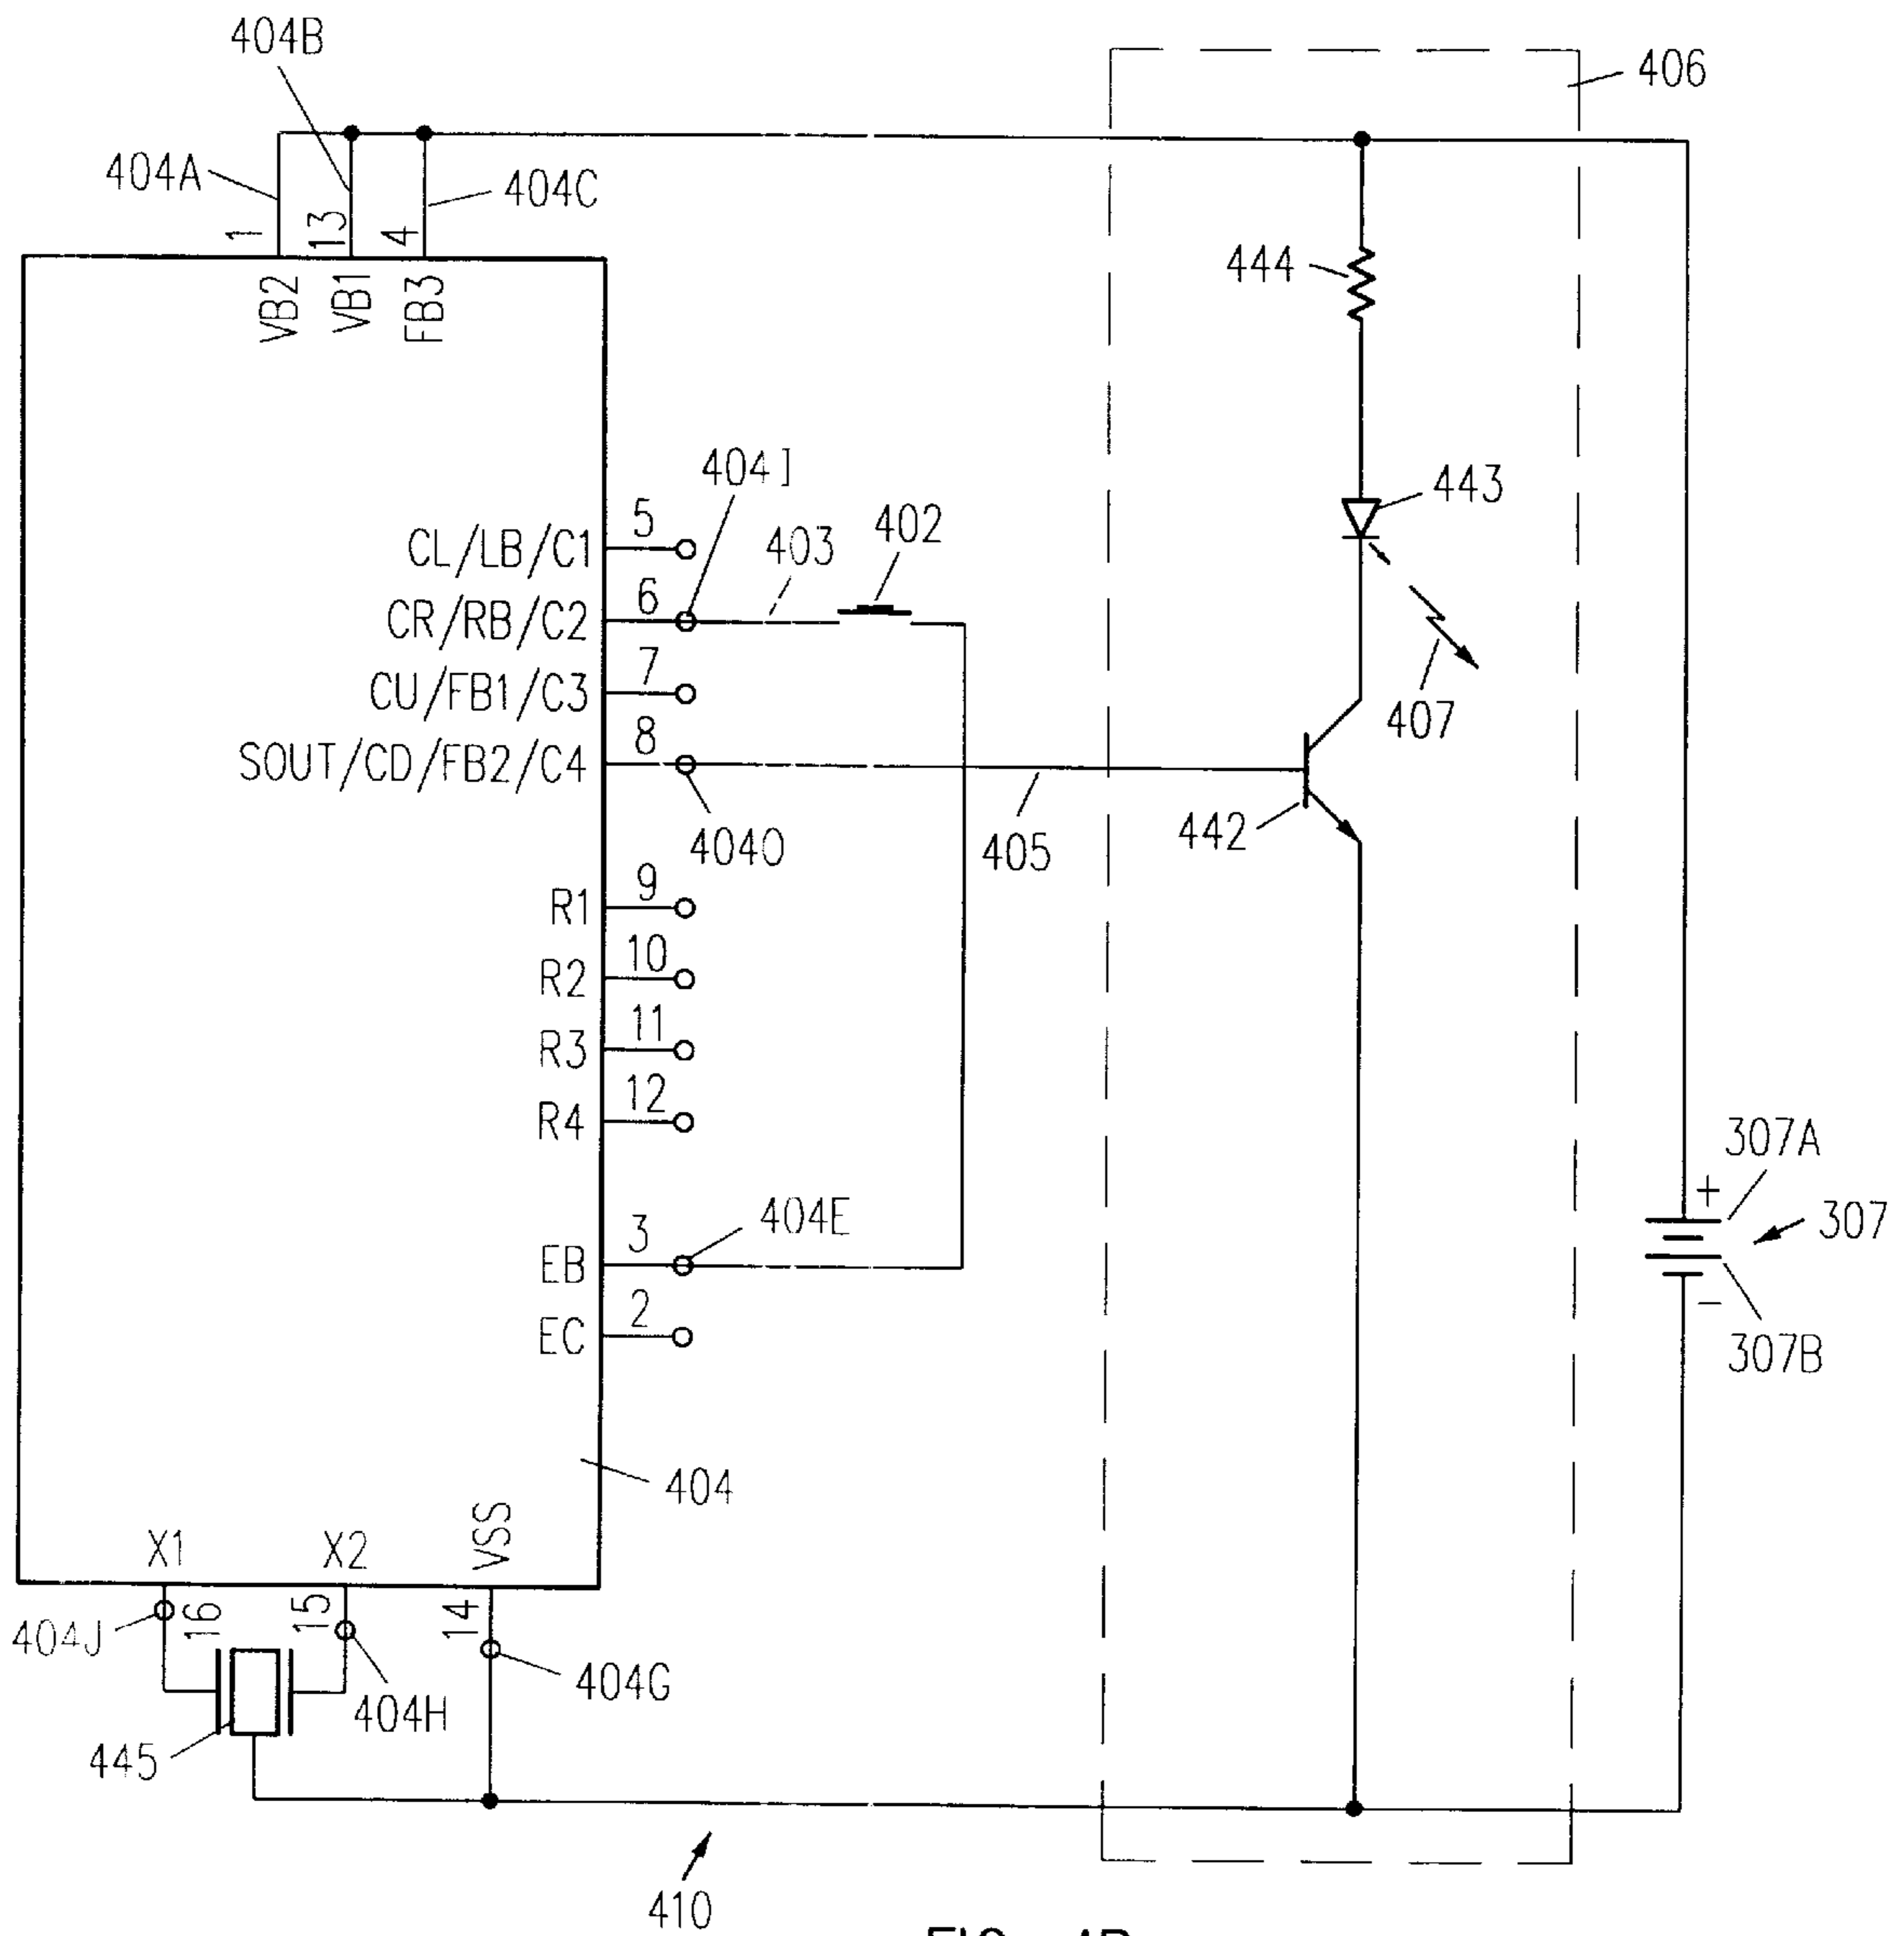 404B
406
404A
404C
1
13
4
VB2
VB1
FB3
444
443
404I
403
402
CL/LB/C1 5
CR/RB/C2 6
CU/FB1/C3 7
SOUT/CD/FB2/C4 8
407
442
404O
405
R1 9
R2 10
R3 11
R4 12
307A
+
307
404E
EB 3
EC 2
−
307B
404
X1
X2
VSS
16
15
14
404J
404H
404G
445
410